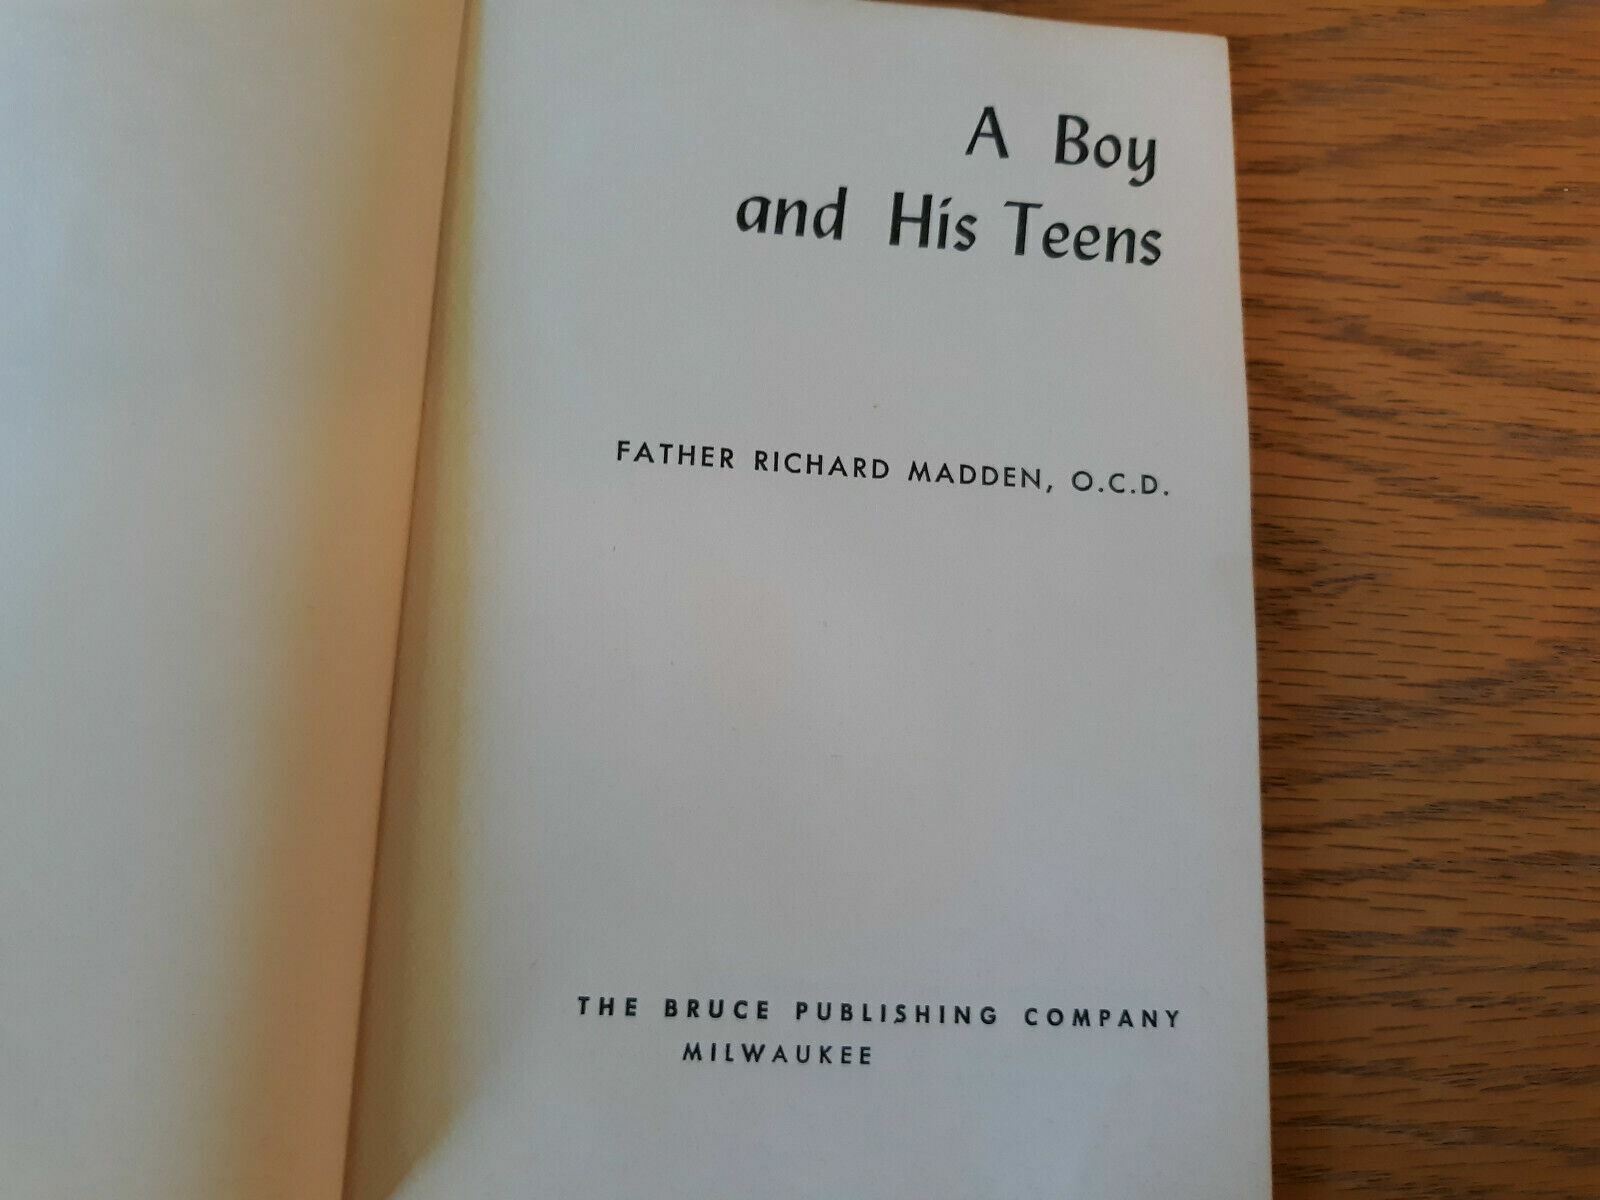 A Boy
and His Teens
FATHER RICHARD MADDEN, O.C.D.
THE BRUCE PUBLISHING COMPANY
MILWAUKEE